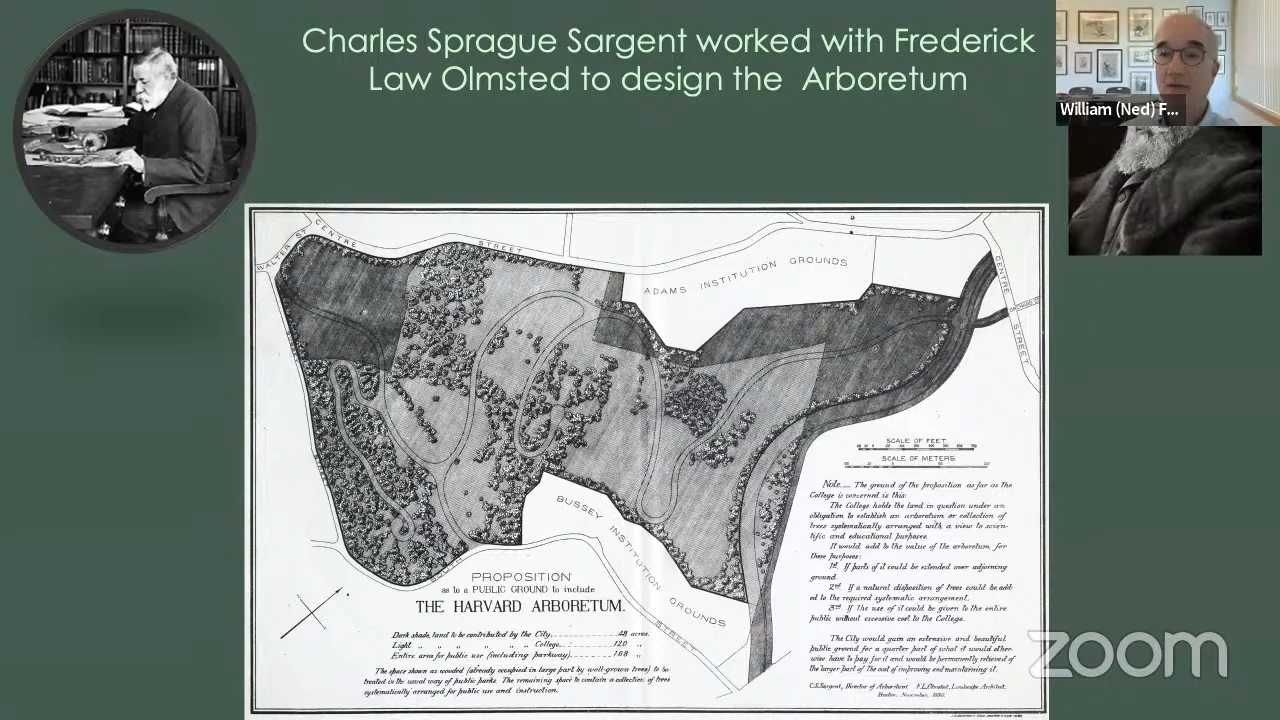 Charles Sprague Sargent worked with Frederick
Law Olmsted to design the Arboretum
William (Ned) F...
WALTER ST.
CENTRE
STREET
ADAMS INSTITUTION GROUNDS
CENTRE
STREET
BUSSEY INSTITUTION GROUNDS
STREET
SCALE OF FEET.
SCALE OF METERS.
PROPOSITION
as to a PUBLIC GROUND to include
THE HARVARD ARBORETUM.
Dark shade, land to be contributed by the City, 48 acres.
Light „ „ „ „ „ College, 120 „
Entire area for public use (including parkway) 168 „
The space shown as wooded (already occupied in large part by well-grown trees) to be
treated in the usual way of public parks. The remaining space to contain a collection of trees
systematically arranged for public use and instruction.
Note.— The ground of the proposition as far as the
College is concerned is this:
The College holds the land in question under an
obligation to establish an arboretum or collection of
trees systematically arranged with a view to scien-
tific and educational purposes.
It would add to the value of the arboretum for
these purposes:
1st. If parts of it could be extended over adjoining
ground.
2nd. If a natural disposition of trees could be add-
ed to the required systematic arrangement.
3rd. If the use of it could be given to the entire
public without excessive cost to the College.
The City would gain an extensive and beautiful
public ground for a quarter part of what it would other-
wise have to pay for it and would be permanently relieved of
the larger part of the cost of improving and maintaining it.
C.S. Sargent, Director of Arboretum. F.L. Olmsted, Landscape Architect.
Boston, November, 1880.
zoom